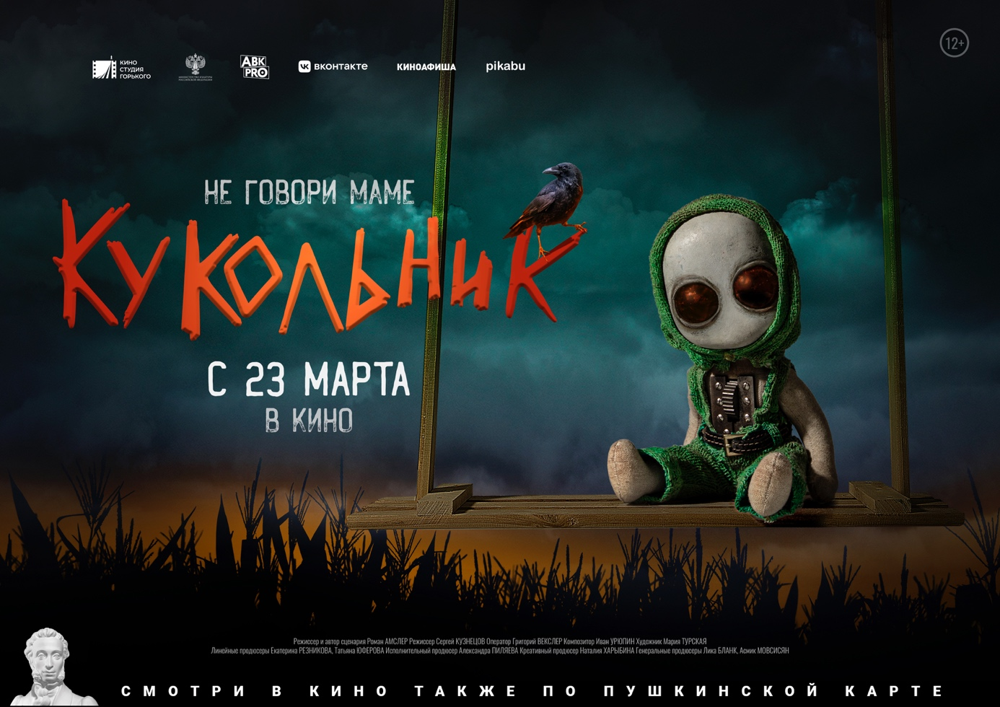 КИНО
СТУДИЯ
ГОРЬКОГО
МИНИСТЕРСТВО КУЛЬТУРЫ
РОССИЙСКОЙ ФЕДЕРАЦИИ
АВК
PRO
вконтакте
КИНОАФИША
pikabu
12+
НЕ ГОВОРИ МАМЕ
КУКОЛЬНИК
С 23 МАРТА
В КИНО
Режиссер и автор сценария Роман АМСЛЕР Режиссер Сергей КУЗНЕЦОВ Оператор Григорий ВЕКСЛЕР Композитор Иван УРЮПИН Художник Мария ТУРСКАЯ
Линейные продюсеры Екатерина РЕЗНИКОВА, Татьяна ЮФЕРОВА Исполнительный продюсер Александра ПИЛЯЕВА Креативный продюсер Наталия ХАРЫБИНА Генеральные продюсеры Лика БЛАНК, Асмик МОВСИСЯН
СМОТРИ В КИНО ТАКЖЕ ПО ПУШКИНСКОЙ КАРТЕ